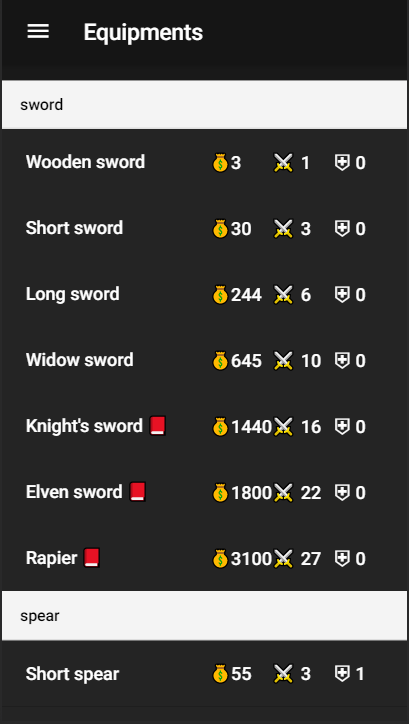 Equipments
sword
Wooden sword 3 1 0
Short sword 30 3 0
Long sword 244 6 0
Widow sword 645 10 0
Knight's sword 1440 16 0
Elven sword 1800 22 0
Rapier 3100 27 0
spear
Short spear 55 3 1